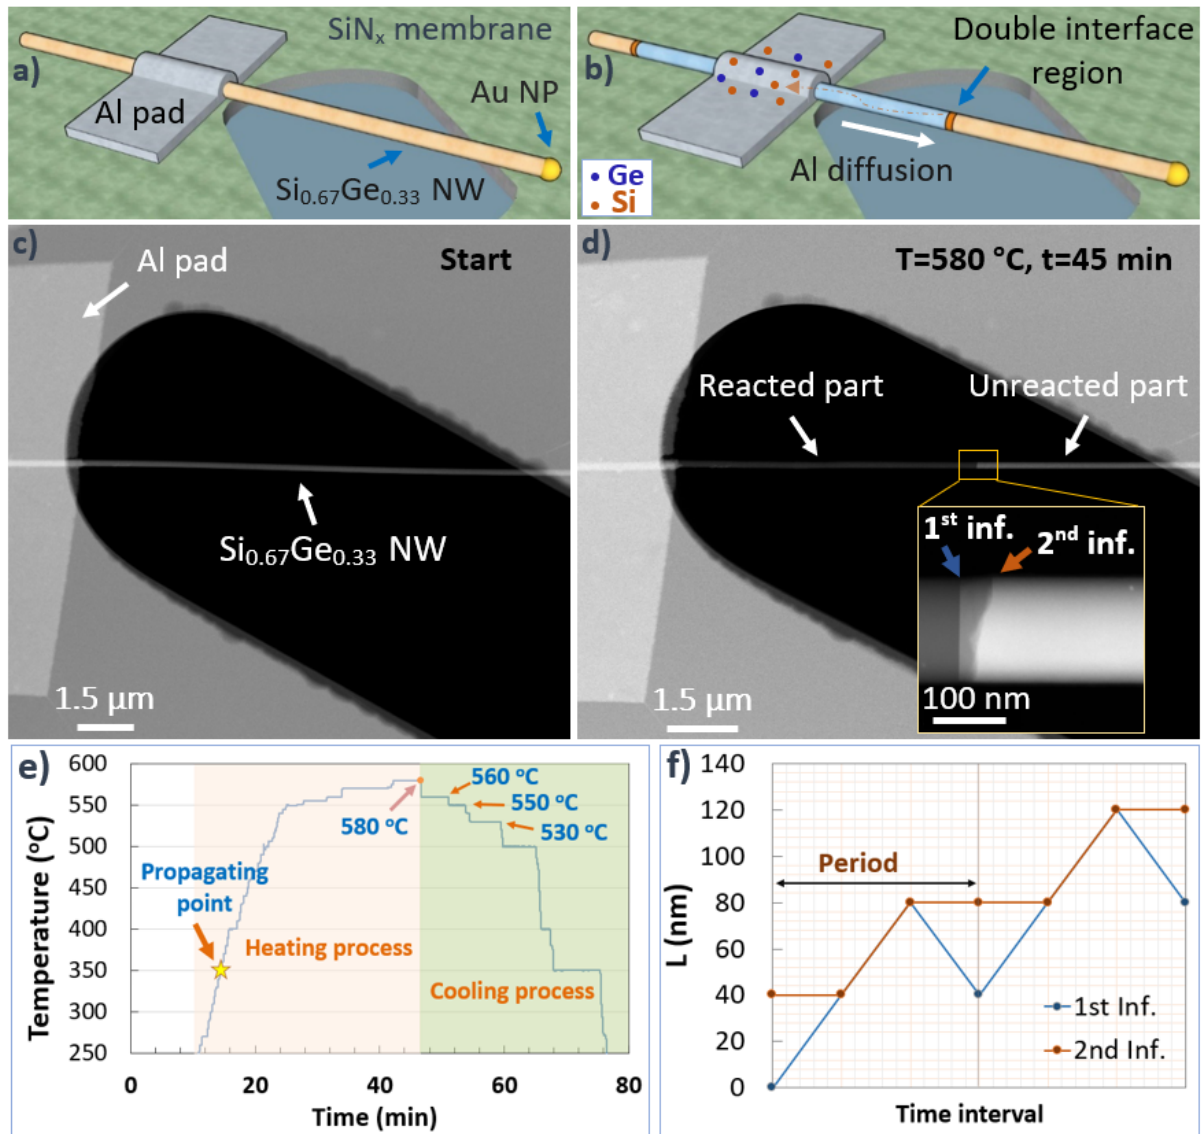 a)
SiNₓ membrane
Al pad
Au NP
Si₀.₆₇Ge₀.₃₃ NW
b)
Double interface
region
Al diffusion
Ge
Si
c)
Al pad
Start
Si₀.₆₇Ge₀.₃₃ NW
1.5 µm
d)
T=580 °C, t=45 min
Reacted part
Unreacted part
1ˢᵗ inf.
2ⁿᵈ inf.
1.5 µm
100 nm
e)
Temperature (°C)
600
550
500
450
400
350
300
250
560 °C
550 °C
580 °C
530 °C
Propagating
point
Heating process
Cooling process
0
20
40
60
80
Time (min)
f)
L (nm)
140
120
100
80
60
40
20
0
Period
1st Inf.
2nd Inf.
Time interval